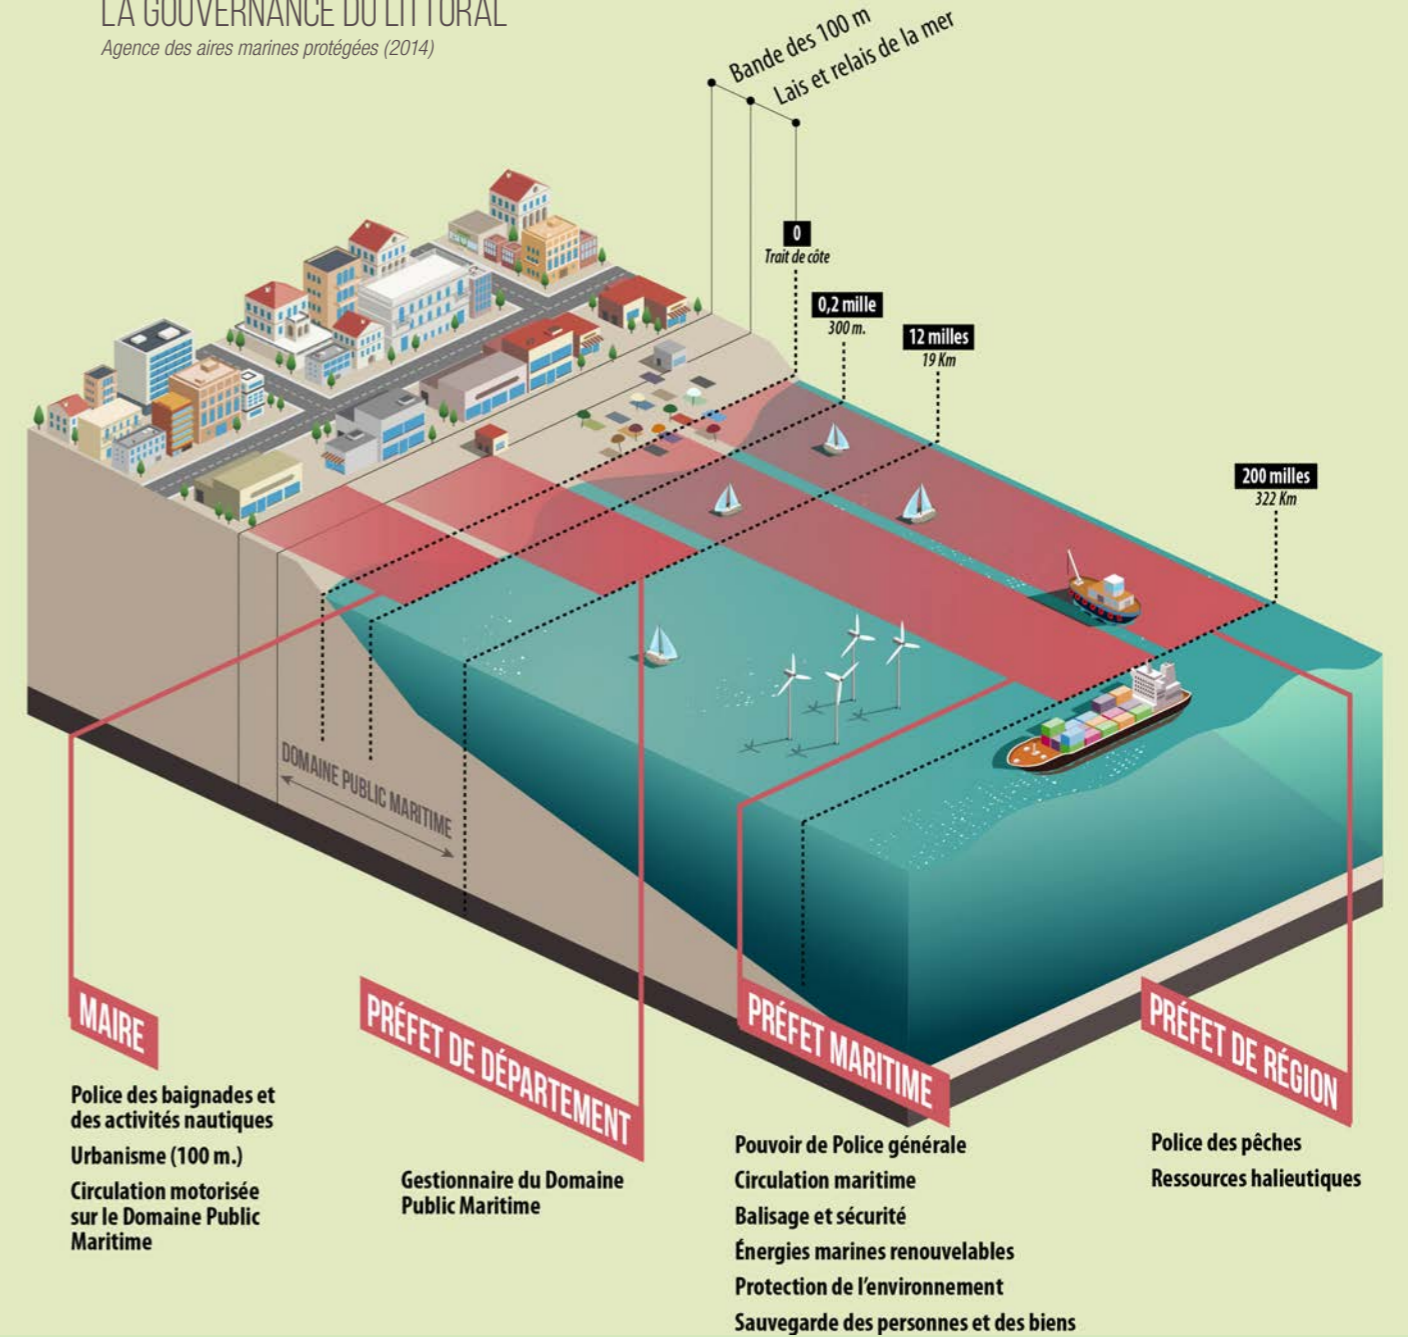 LA GOUVERNANCE DU LITTORAL
Agence des aires marines protégées (2014)
Bande des 100 m
Lais et relais de la mer
0
Trait de côte
0,2 mille
300 m.
12 milles
19 Km
200 milles
322 Km
DOMAINE PUBLIC MARITIME
MAIRE
Police des baignades et
des activités nautiques
Urbanisme (100 m.)
Circulation motorisée
sur le Domaine Public
Maritime
PRÉFET DE DÉPARTEMENT
Gestionnaire du Domaine
Public Maritime
PRÉFET MARITIME
Pouvoir de Police générale
Circulation maritime
Balisage et sécurité
Énergies marines renouvelables
Protection de l'environnement
Sauvegarde des personnes et des biens
PRÉFET DE RÉGION
Police des pêches
Ressources halieutiques